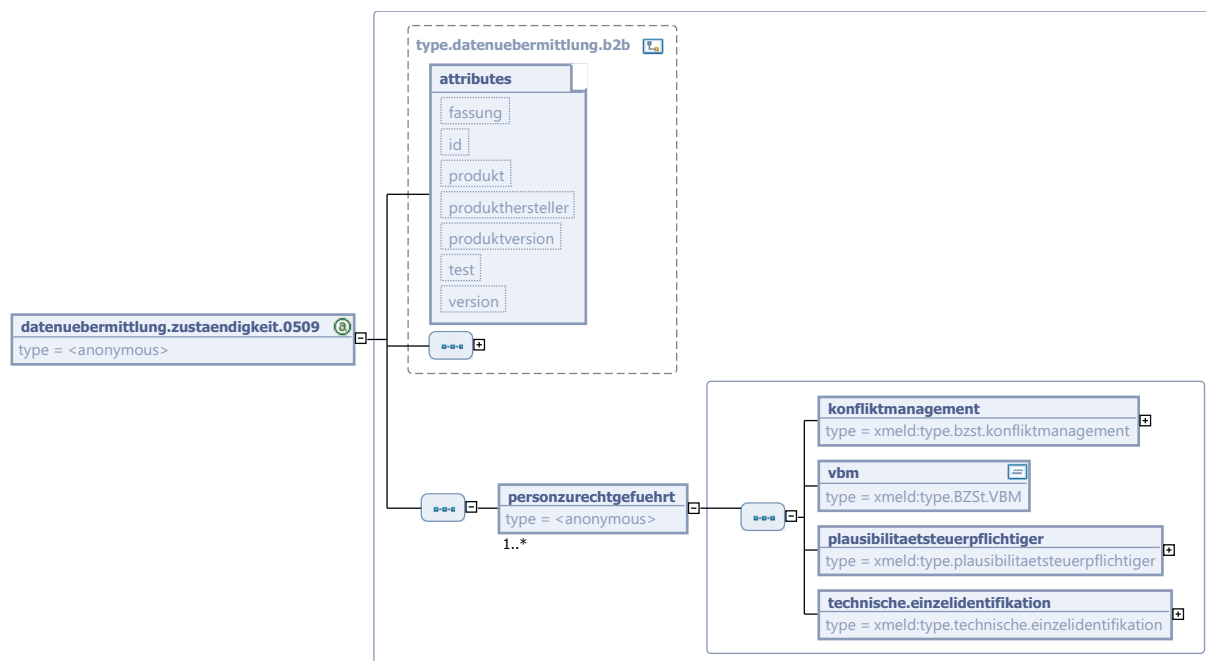 type.datenuebermittlung.b2b
attributes
fassung
id
produkt
produkthersteller
produktversion
test
version
datenuebermittlung.zustaendigkeit.0509
a
type = <anonymous>
personzurechtgefuehrt
type = <anonymous>
1..*
konfliktmanagement
type = xmeld:type.bzst.konfliktmanagement
vbm
type = xmeld:type.BZSt.VBM
plausibilitaetsteuerpflichtiger
type = xmeld:type.plausibilitaetsteuerpflichtiger
technische.einzelidentifikation
type = xmeld:type.technische.einzelidentifikation